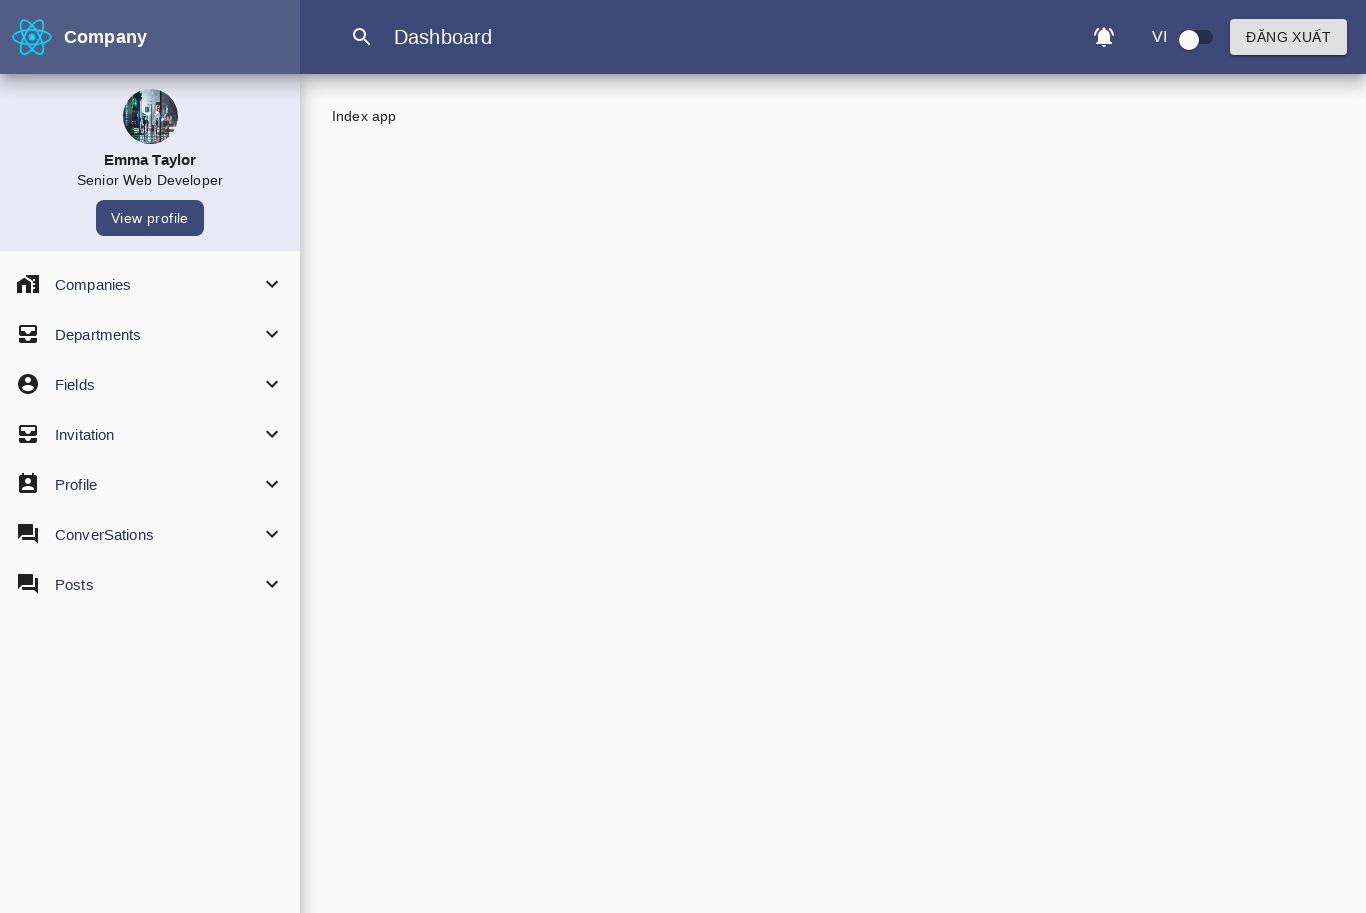 Company
Dashboard
VI
ĐĂNG XUẤT
Emma Taylor
Senior Web Developer
View profile
Index app
Companies
Departments
Fields
Invitation
Profile
ConverSations
Posts